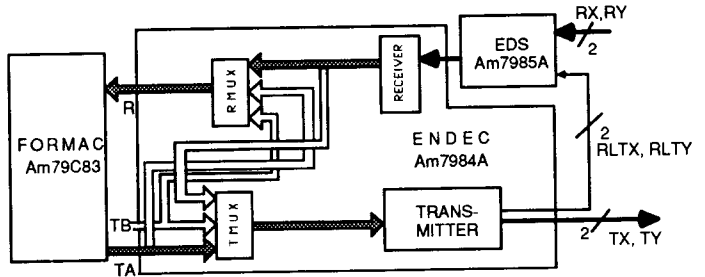 RX,RY
2
EDS
Am7985A
RECEIVER
RMUX
R
FORMAC
Am79C83
ENDEC
Am7984A
2
RLTX, RLTY
TB
TMUX
TRANS-
MITTER
2
TX, TY
TA